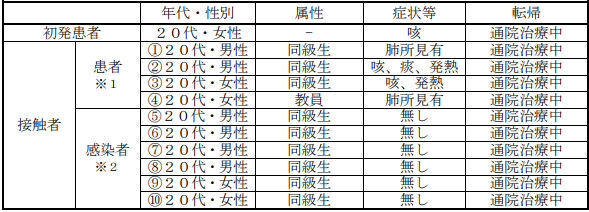 年代・性別 属性 症状等 転帰
初発患者 ２０代・女性 － 咳 通院治療中
接触者 患者 ※１ ①２０代・男性 同級生 肺所見有 通院治療中
②２０代・男性 同級生 咳、痰、発熱 通院治療中
③２０代・女性 同級生 咳、発熱 通院治療中
④２０代・女性 教員 肺所見有 通院治療中
感染者 ※２ ⑤２０代・男性 同級生 無し 通院治療中
⑥２０代・男性 同級生 無し 通院治療中
⑦２０代・男性 同級生 無し 通院治療中
⑧２０代・男性 同級生 無し 通院治療中
⑨２０代・女性 同級生 無し 通院治療中
⑩２０代・女性 同級生 無し 通院治療中